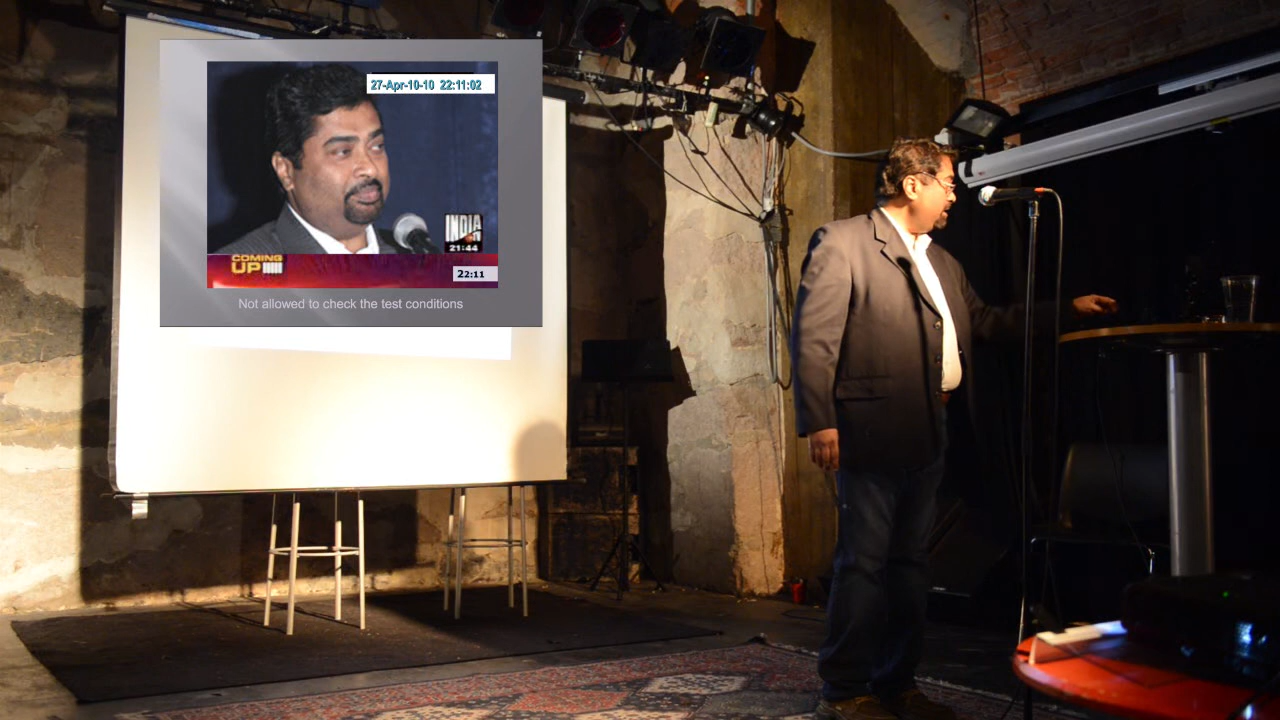 27-Apr-10-10 22:11:02
INDIA
21:44
COMING
UP
22:11
Not allowed to check the test conditions